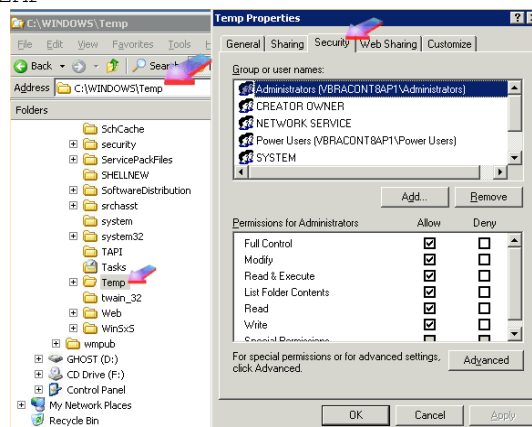 C:\WINDOWS\Temp
File Edit View Favorites Tools
Back Search
Address C:\WINDOWS\Temp
Folders
SchCache
security
ServicePackFiles
SHELLNEW
SoftwareDistribution
srchasst
system
system32
TAPI
Tasks
Temp
twain_32
Web
WinSxS
wmpub
GHOST (D:)
CD Drive (F:)
Control Panel
My Network Places
Recycle Bin
Temp Properties
General Sharing Security Web Sharing Customize
Group or user names:
Administrators (VBRACONT8AP1\Administrators)
CREATOR OWNER
NETWORK SERVICE
Power Users (VBRACONT8AP1\Power Users)
SYSTEM
Add... Remove
Permissions for Administrators Allow Deny
Full Control
Modify
Read & Execute
List Folder Contents
Read
Write
Special Permissions
For special permissions or for advanced settings,
click Advanced.
Advanced
OK Cancel Apply